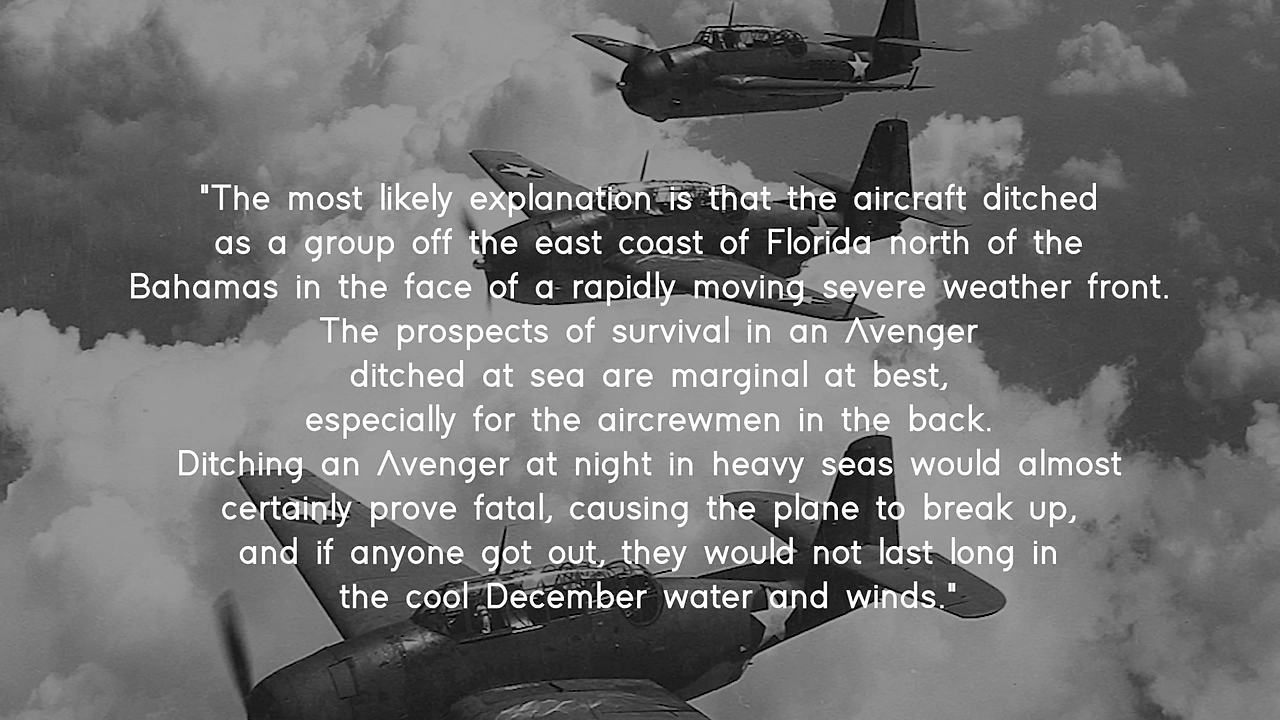 "The most likely explanation is that the aircraft ditched
as a group off the east coast of Florida north of the
Bahamas in the face of a rapidly moving severe weather front.
The prospects of survival in an Avenger
ditched at sea are marginal at best,
especially for the aircrewmen in the back.
Ditching an Avenger at night in heavy seas would almost
certainly prove fatal, causing the plane to break up,
and if anyone got out, they would not last long in
the cool December water and winds."